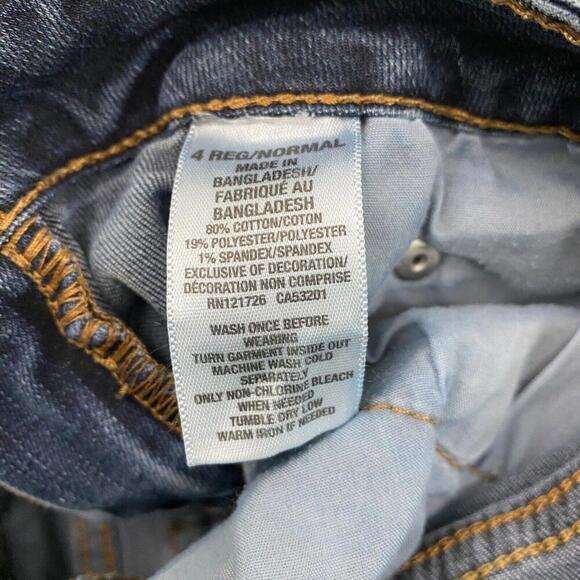 4 REG/NORMAL
MADE IN
BANGLADESH/
FABRIQUÉ AU
BANGLADESH
80% COTTON/COTON
19% POLYESTER/POLYESTER
1% SPANDEX/SPANDEX
EXCLUSIVE OF DECORATION/
DÉCORATION NON COMPRISE
RN121726 CA53201
WASH ONCE BEFORE
WEARING
TURN GARMENT INSIDE OUT
MACHINE WASH COLD
SEPARATELY
ONLY NON-CHLORINE BLEACH
WHEN NEEDED
TUMBLE DRY LOW
WARM IRON IF NEEDED